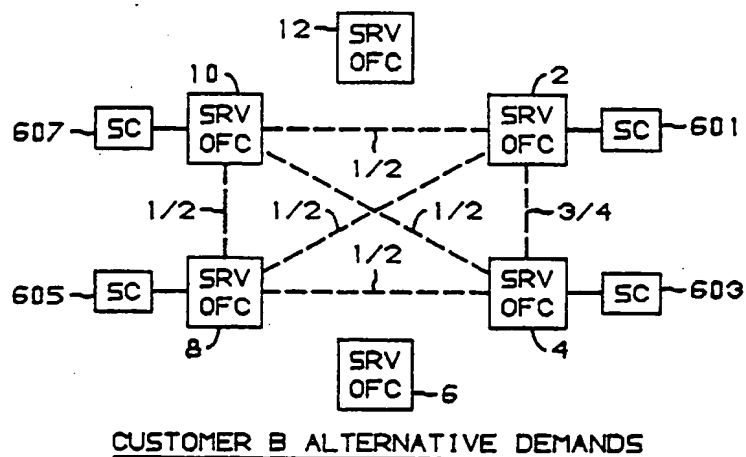 12
SRV
OFC
10
SRV
OFC
2
SRV
OFC
607
SC
SC
601
1/2
1/2
1/2
1/2
3/4
1/2
605
SC
SRV
OFC
8
SRV
OFC
4
SC
603
SRV
OFC
6
CUSTOMER B ALTERNATIVE DEMANDS